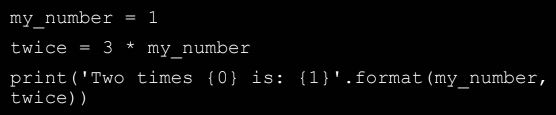 my_number = 1
twice = 3 * my_number
print('Two times {0} is: {1}'.format(my_number,
twice))